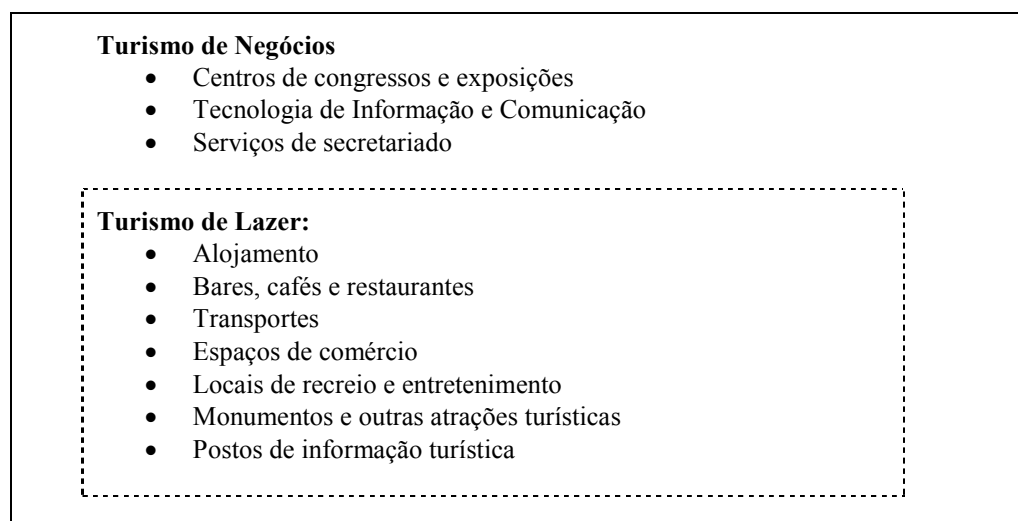 Turismo de Negócios
• Centros de congressos e exposições
• Tecnologia de Informação e Comunicação
• Serviços de secretariado
Turismo de Lazer:
• Alojamento
• Bares, cafés e restaurantes
• Transportes
• Espaços de comércio
• Locais de recreio e entretenimento
• Monumentos e outras atrações turísticas
• Postos de informação turística